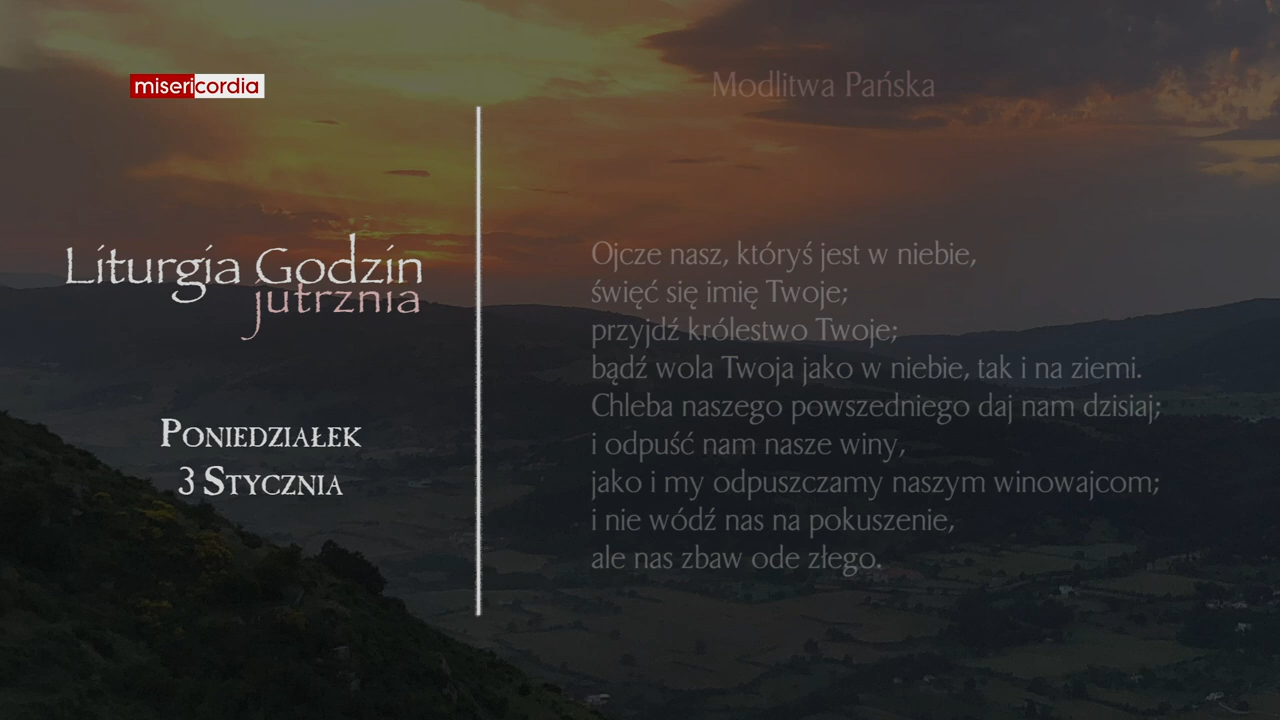 misericordia
Liturgia Godzin
jutrznia
Poniedziałek
3 Stycznia
Modlitwa Pańska
Ojcze nasz, któryś jest w niebie,
święć się imię Twoje;
przyjdź królestwo Twoje;
bądź wola Twoja jako w niebie, tak i na ziemi.
Chleba naszego powszedniego daj nam dzisiaj;
i odpuść nam nasze winy,
jako i my odpuszczamy naszym winowajcom;
i nie wódź nas na pokuszenie,
ale nas zbaw ode złego.